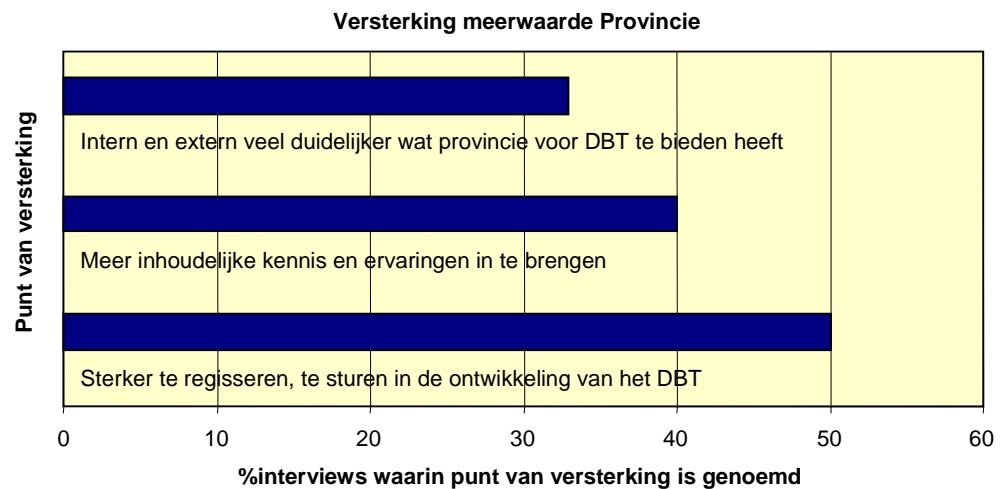 Versterking meerwaarde Provincie
Punt van versterking
Intern en extern veel duidelijker wat provincie voor DBT te bieden heeft
Meer inhoudelijke kennis en ervaringen in te brengen
Sterker te regisseren, te sturen in de ontwikkeling van het DBT
0 10 20 30 40 50 60
%interviews waarin punt van versterking is genoemd